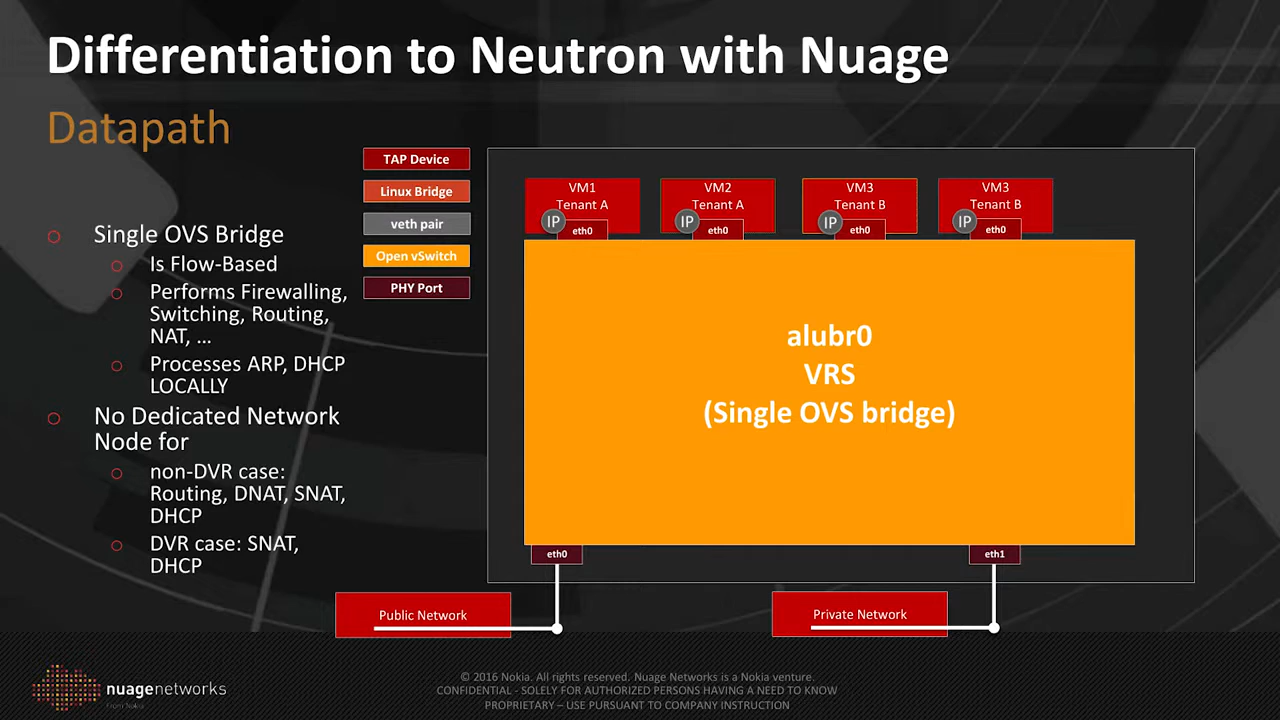 Differentiation to Neutron with Nuage
Datapath
Single OVS Bridge
Is Flow-Based
Performs Firewalling,
Switching, Routing,
NAT, …
Processes ARP, DHCP
LOCALLY
No Dedicated Network
Node for
non-DVR case:
Routing, DNAT, SNAT,
DHCP
DVR case: SNAT,
DHCP
TAP Device
Linux Bridge
veth pair
Open vSwitch
PHY Port
VM1
Tenant A
IP
eth0
VM2
Tenant A
IP
eth0
VM3
Tenant B
IP
eth0
VM3
Tenant B
IP
eth0
alubr0
VRS
(Single OVS bridge)
eth0
eth1
Public Network
Private Network
nuagenetworks
From Nokia
© 2016 Nokia. All rights reserved. Nuage Networks is a Nokia venture.
CONFIDENTIAL - SOLELY FOR AUTHORIZED PERSONS HAVING A NEED TO KNOW
PROPRIETARY – USE PURSUANT TO COMPANY INSTRUCTION